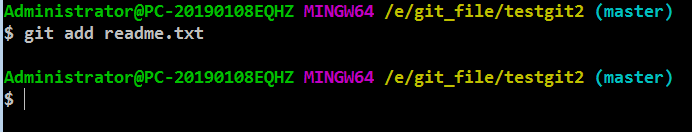 Administrator@PC-20190108EQHZ MINGW64 /e/git_file/testgit2 (master)
$ git add readme.txt
Administrator@PC-20190108EQHZ MINGW64 /e/git_file/testgit2 (master)
$